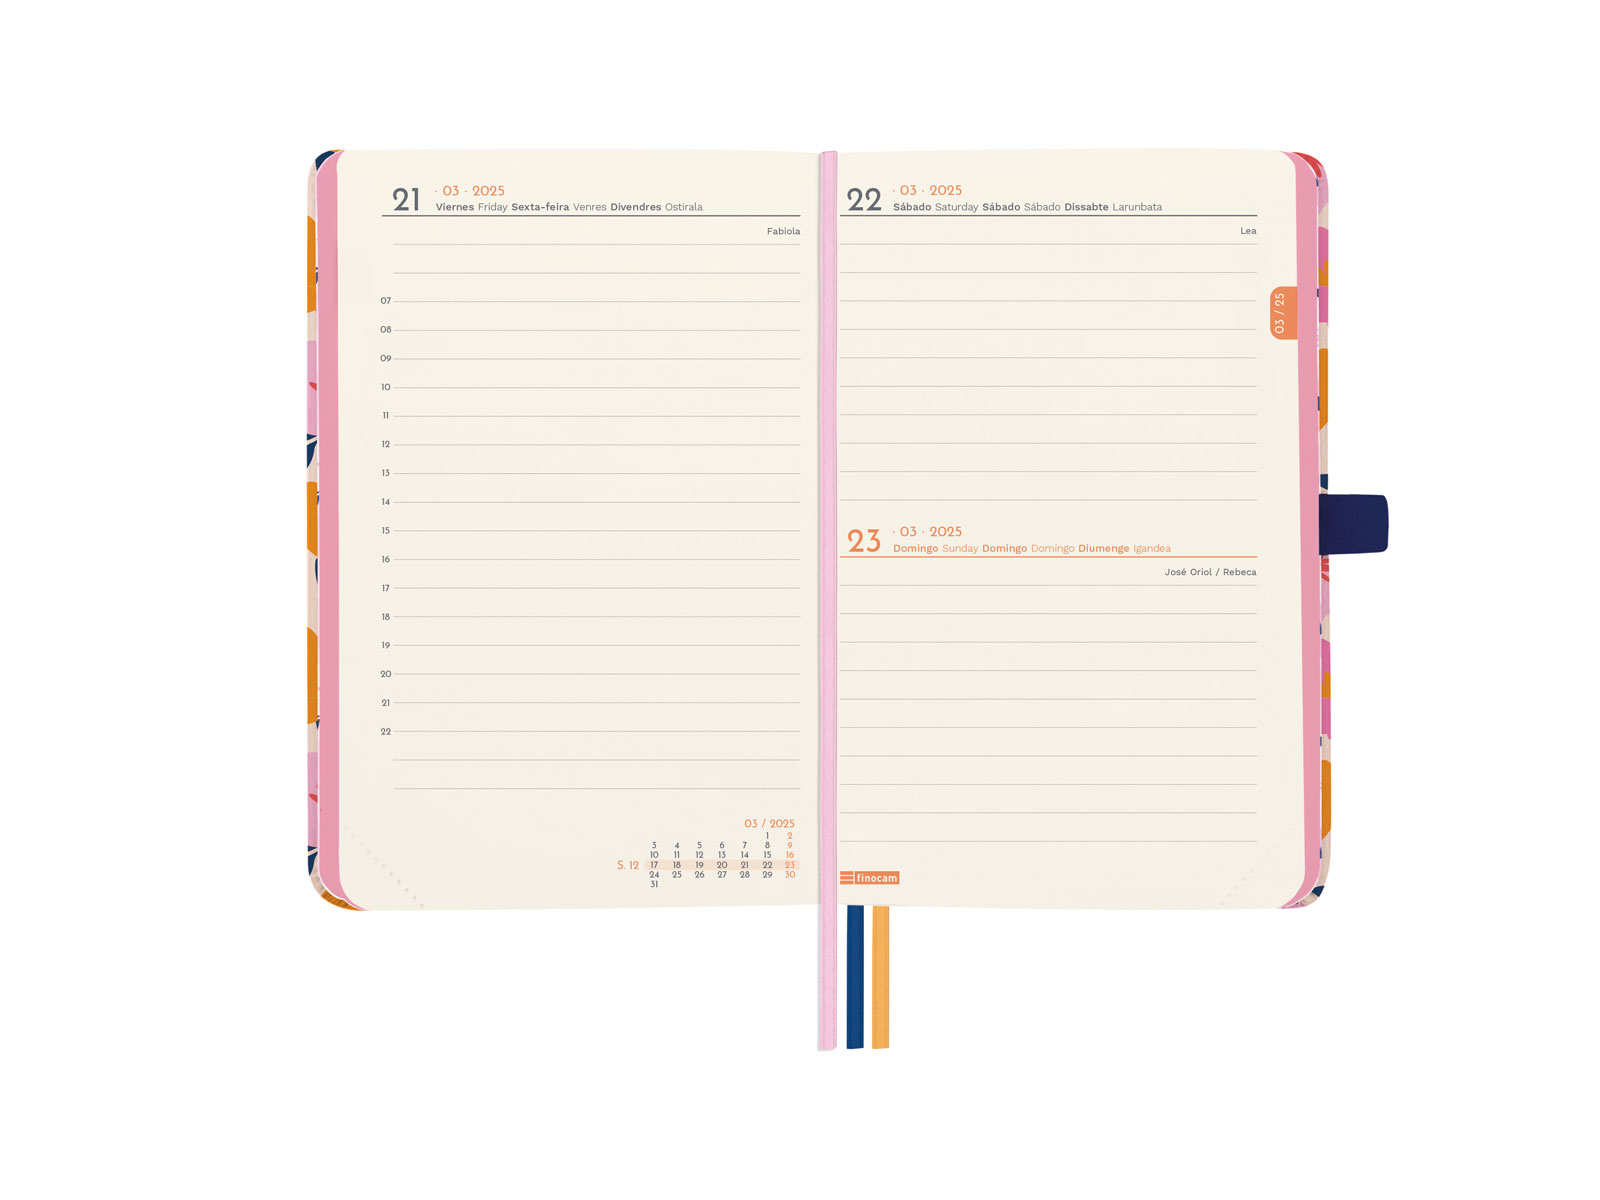 21 · 03 · 2025
Viernes Friday Sexta-feira Venres Divendres Ostirala
Fabiola
07
08
09
10
11
12
13
14
15
16
17
18
19
20
21
22
03 / 2025
1 2
3 4 5 6 7 8 9
10 11 12 13 14 15 16
S. 12 17 18 19 20 21 22 23
24 25 26 27 28 29 30
31
22 · 03 · 2025
Sábado Saturday Sábado Sábado Dissabte Larunbata
Lea
03 / 25
23 · 03 · 2025
Domingo Sunday Domingo Domingo Diumenge Igandea
José Oriol / Rebeca
finocam